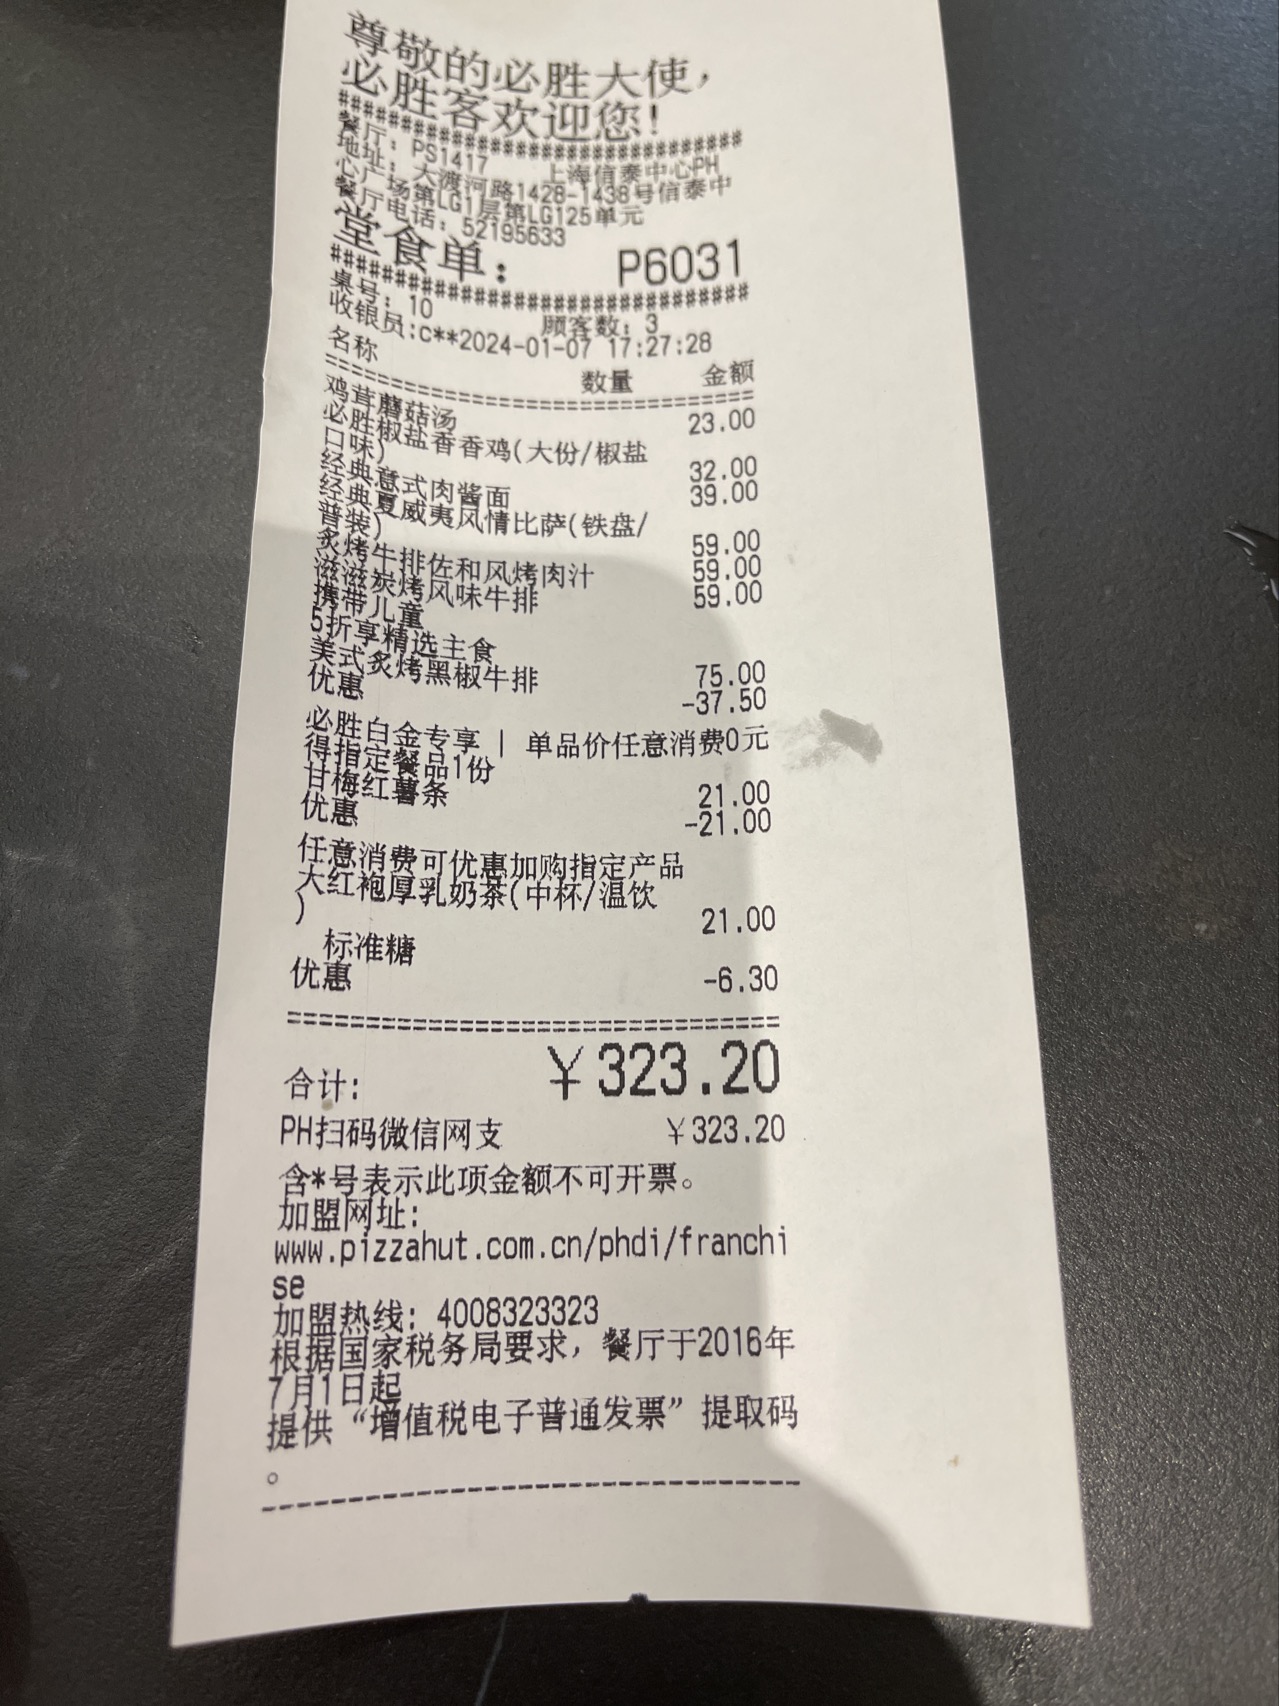 尊敬的必胜大使，
必胜客欢迎您！
################################
餐厅：PS1417 上海信泰中心PH
地址：大渡河路1428-1438号信泰中
心广场第LG1层第LG125单元
餐厅电话：52195633
堂食单： P6031
################################
桌号：10 顾客数：3
收银员:c**2024-01-07 17:27:28
名称 数量 金额
================================
鸡茸蘑菇汤 23.00
必胜椒盐香香鸡(大份/椒盐
口味) 32.00
经典意式肉酱面 39.00
经典夏威夷风情比萨(铁盘/
普装) 59.00
炙烤牛排佐和风烤肉汁 59.00
滋滋炭烤风味牛排 59.00
携带儿童
5折享精选主食
美式炙烤黑椒牛排 75.00
优惠 -37.50
必胜白金专享 | 单品价任意消费0元
得指定餐品1份
甘梅红薯条 21.00
优惠 -21.00
任意消费可优惠加购指定产品
大红袍厚乳奶茶(中杯/温饮
) 21.00
标准糖
优惠 -6.30
================================
合计: ￥323.20
PH扫码微信网支 ￥323.20
含*号表示此项金额不可开票。
加盟网址:
www.pizzahut.com.cn/phdi/franchi
se
加盟热线: 4008323323
根据国家税务局要求，餐厅于2016年
7月1日起
提供“增值税电子普通发票”提取码
。
--------------------------------